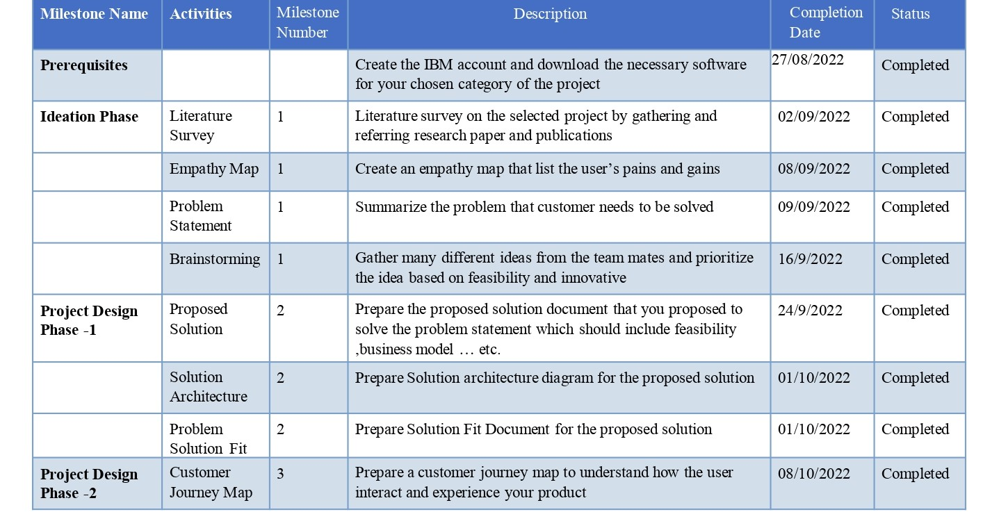 Milestone Name Activities Milestone Number Description Completion Date Status
Prerequisites Create the IBM account and download the necessary software 27/08/2022 Completed
for your chosen category of the project
Ideation Phase Literature 1 Literature survey on the selected project by gathering and 02/09/2022 Completed
Survey referring research paper and publications
Empathy Map 1 Create an empathy map that list the user’s pains and gains 08/09/2022 Completed
Problem 1 Summarize the problem that customer needs to be solved 09/09/2022 Completed
Statement
Brainstorming 1 Gather many different ideas from the team mates and prioritize 16/9/2022 Completed
the idea based on feasibility and innovative
Project Design Proposed 2 Prepare the proposed solution document that you proposed to 24/9/2022 Completed
Phase -1 Solution solve the problem statement which should include feasibility
,business model … etc.
Solution 2 Prepare Solution architecture diagram for the proposed solution 01/10/2022 Completed
Architecture
Problem 2 Prepare Solution Fit Document for the proposed solution 01/10/2022 Completed
Solution Fit
Project Design Customer 3 Prepare a customer journey map to understand how the user 08/10/2022 Completed
Phase -2 Journey Map interact and experience your product